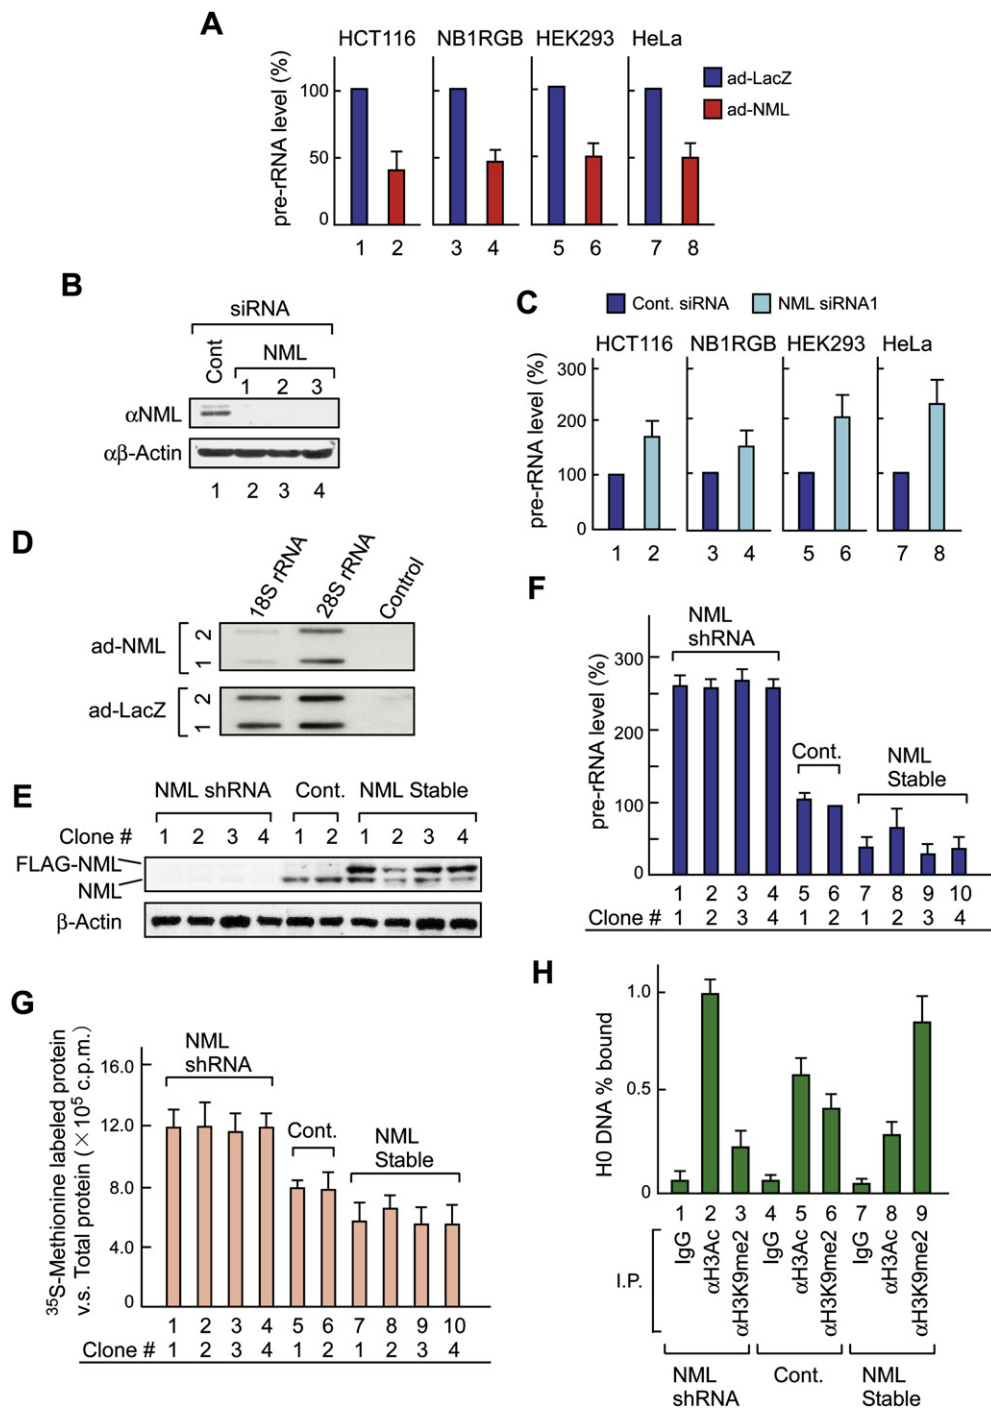 A
HCT116 NB1RGB HEK293 HeLa
pre-rRNA level (%)
100
50
0
ad-LacZ
ad-NML
1 2 3 4 5 6 7 8
B
siRNA
Cont
NML
1 2 3
αNML
αβ-Actin
1 2 3 4
C
Cont. siRNA NML siRNA1
HCT116 NB1RGB HEK293 HeLa
pre-rRNA level (%)
300
200
100
0
1 2 3 4 5 6 7 8
D
18S rRNA
28S rRNA
Control
ad-NML
2
1
ad-LacZ
2
1
E
NML shRNA Cont. NML Stable
Clone # 1 2 3 4 1 2 1 2 3 4
FLAG-NML
NML
β-Actin
F
NML
shRNA
Cont.
NML
Stable
pre-rRNA level (%)
300
200
100
0
1 2 3 4 5 6 7 8 9 10
Clone # 1 2 3 4 1 2 1 2 3 4
G
NML
shRNA
Cont.
NML
Stable
³⁵S-Methionine labeled protein
v.s. Total protein (×10⁵ c.p.m.)
16.0
12.0
8.0
4.0
0
1 2 3 4 5 6 7 8 9 10
Clone # 1 2 3 4 1 2 1 2 3 4
H
H0 DNA % bound
1.0
0.5
0
1 2 3 4 5 6 7 8 9
I.P.
IgG
αH3Ac
αH3K9me2
IgG
αH3Ac
αH3K9me2
IgG
αH3Ac
αH3K9me2
NML
shRNA
Cont.
NML
Stable